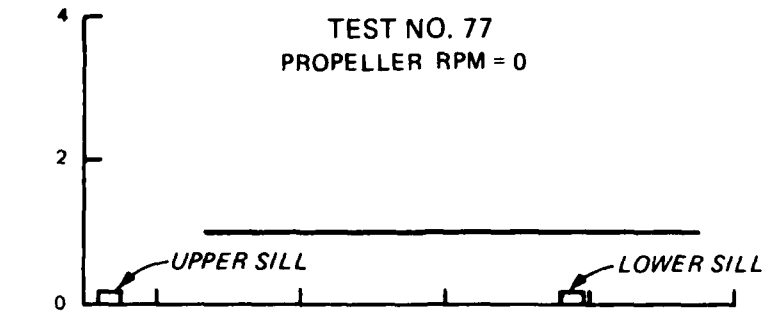 4
TEST NO. 77
PROPELLER RPM = 0
2
UPPER SILL
LOWER SILL
0